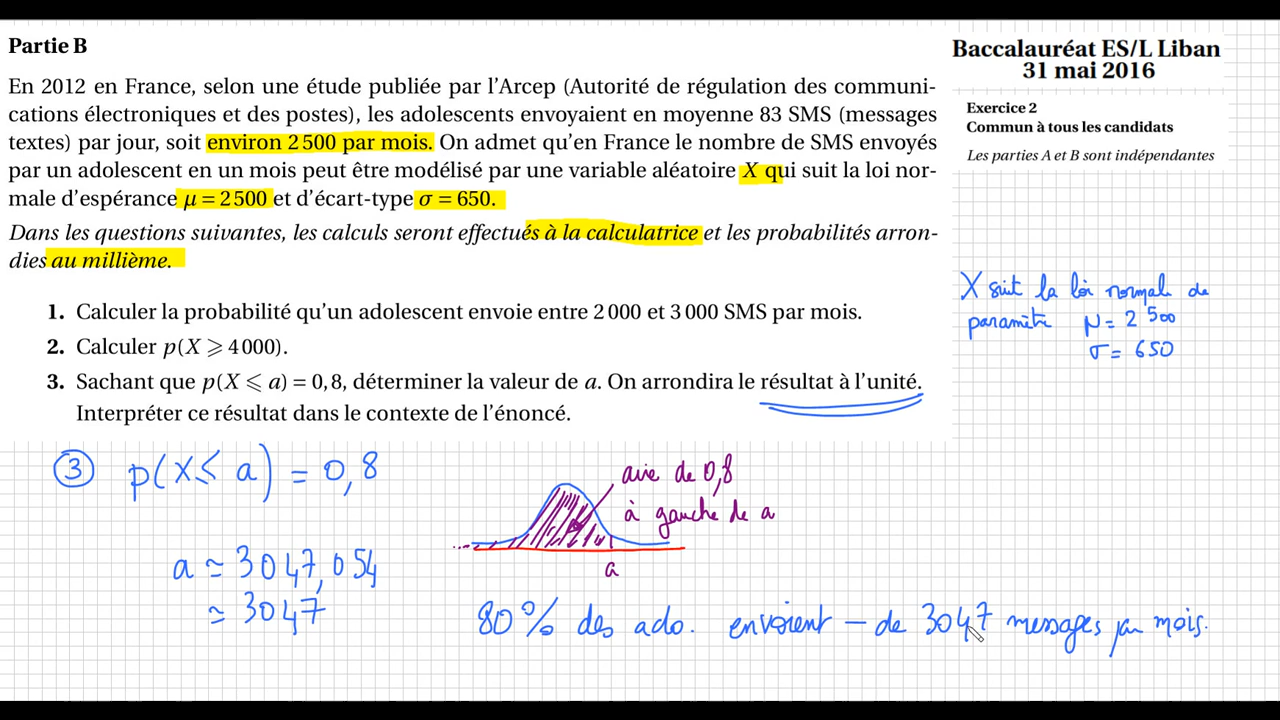 Partie B
En 2012 en France, selon une étude publiée par l'Arcep (Autorité de régulation des communi-
cations électroniques et des postes), les adolescents envoyaient en moyenne 83 SMS (messages
textes) par jour, soit environ 2 500 par mois. On admet qu'en France le nombre de SMS envoyés
par un adolescent en un mois peut être modélisé par une variable aléatoire X qui suit la loi nor-
male d'espérance μ = 2 500 et d'écart-type σ = 650.
Dans les questions suivantes, les calculs seront effectués à la calculatrice et les probabilités arron-
dies au millième.
1. Calculer la probabilité qu'un adolescent envoie entre 2 000 et 3 000 SMS par mois.
2. Calculer p(X ⩾ 4 000).
3. Sachant que p(X ⩽ a) = 0,8, déterminer la valeur de a. On arrondira le résultat à l'unité.
Interpréter ce résultat dans le contexte de l'énoncé.
Baccalauréat ES/L Liban
31 mai 2016
Exercice 2
Commun à tous les candidats
Les parties A et B sont indépendantes
X suit la loi normale de
paramètre μ = 2 500
σ = 650
③ p(X ≤ a) = 0,8
a ≃ 3047,054
≃ 3047
aire de 0,8
à gauche de a
a
80% des ado. envoient – de 3047 messages par mois.